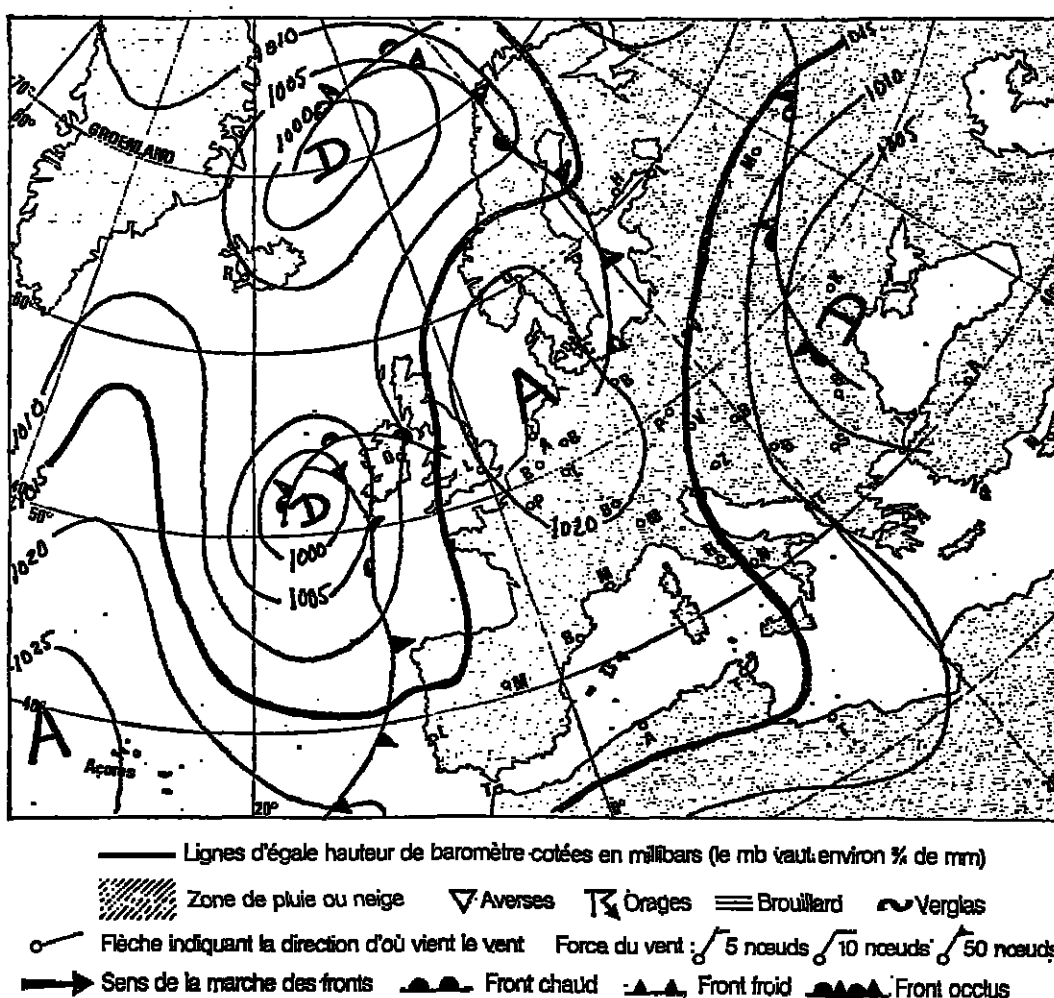 1010
1005
1000
D
70°
80°
GROENLAND
1015
1010
1005
R
D
60°
A
1010
1015
50°
1020
D
1000
1005
1020
1025
40°
A
Açores
20°
0°
Lignes d'égale hauteur de baromètre cotées en millibars (le mb vaut environ ¾ de mm)
Zone de pluie ou neige Averses Orages Brouillard Verglas
Flèche indiquant la direction d'où vient le vent Force du vent : 5 nœuds 10 nœuds 50 nœuds
Sens de la marche des fronts Front chaud Front froid Front occlus